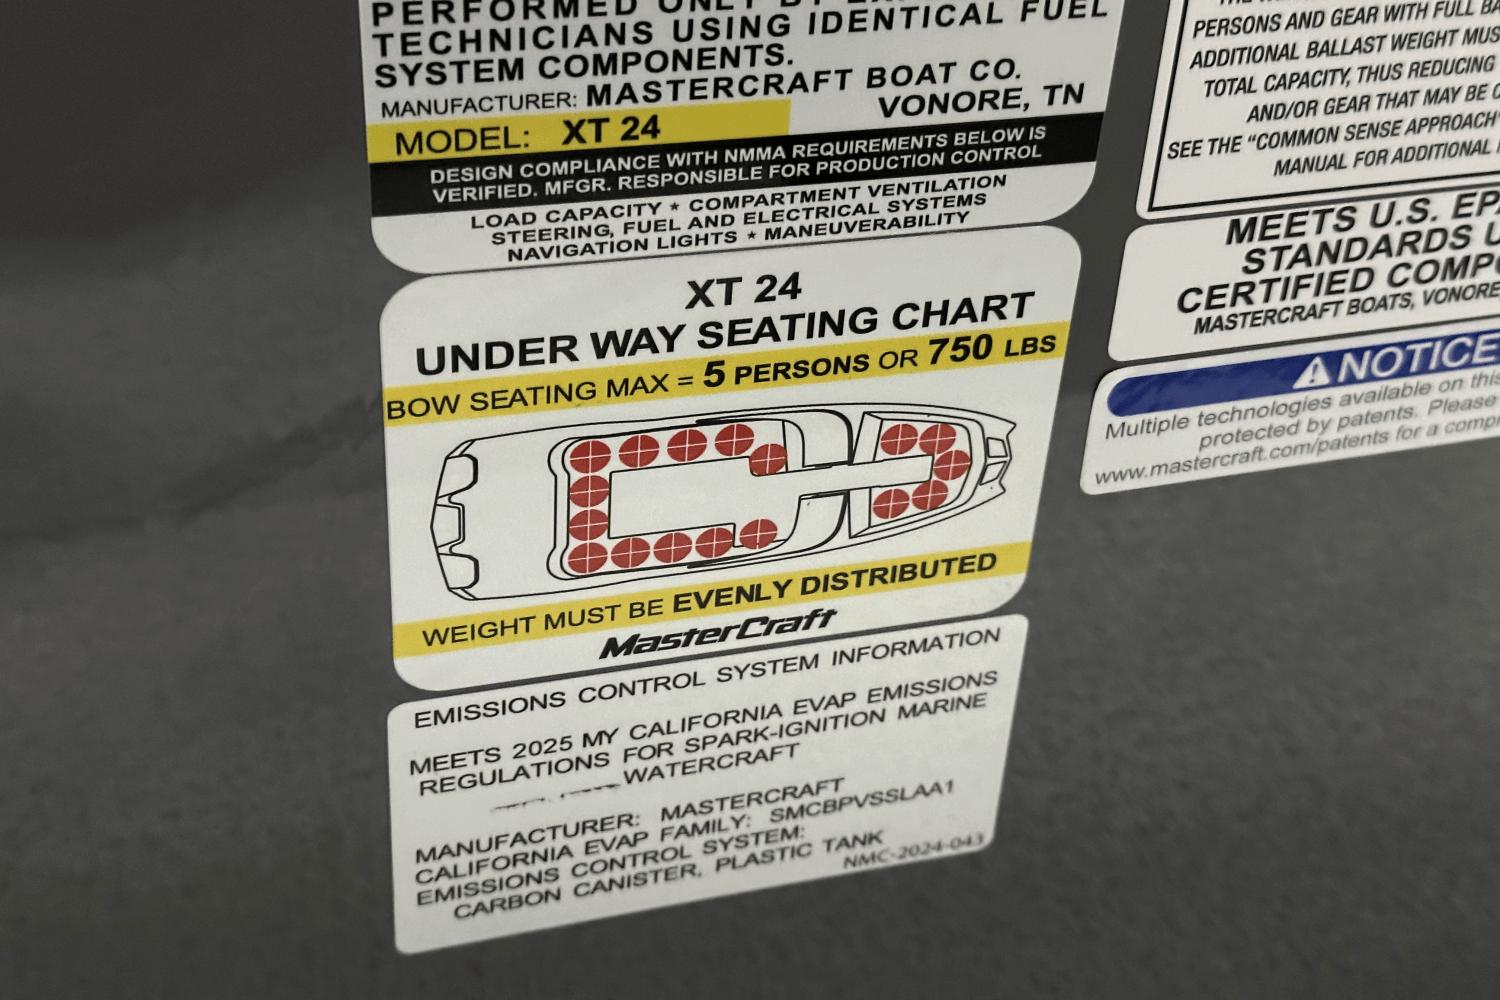 PERFORMED ONLY BY
TECHNICIANS USING IDENTICAL FUEL
SYSTEM COMPONENTS.
MANUFACTURER: MASTERCRAFT BOAT CO.
VONORE, TN
MODEL: XT 24
DESIGN COMPLIANCE WITH NMMA REQUIREMENTS BELOW IS
VERIFIED. MFGR. RESPONSIBLE FOR PRODUCTION CONTROL
LOAD CAPACITY ★ COMPARTMENT VENTILATION
STEERING, FUEL AND ELECTRICAL SYSTEMS
NAVIGATION LIGHTS ★ MANEUVERABILITY
XT 24
UNDER WAY SEATING CHART
BOW SEATING MAX = 5 PERSONS OR 750 LBS
WEIGHT MUST BE EVENLY DISTRIBUTED
MasterCraft
EMISSIONS CONTROL SYSTEM INFORMATION
MEETS 2025 MY CALIFORNIA EVAP EMISSIONS
REGULATIONS FOR SPARK-IGNITION MARINE
WATERCRAFT
MANUFACTURER: MASTERCRAFT
CALIFORNIA EVAP FAMILY: SMCBPVSSLAA1
EMISSIONS CONTROL SYSTEM:
CARBON CANISTER, PLASTIC TANK
NMC-2024-043
PERSONS AND GEAR WITH FULL
ADDITIONAL BALLAST WEIGHT
TOTAL CAPACITY, THUS REDUCING
AND/OR GEAR THAT MAY BE
SEE THE "COMMON SENSE APPROACH"
MANUAL FOR ADDITIONAL
MEETS U.S.
STANDARDS
CERTIFIED
MASTERCRAFT BOATS,
NOTICE
Multiple technologies available on this
protected by patents. Please
www.mastercraft.com/patents for a